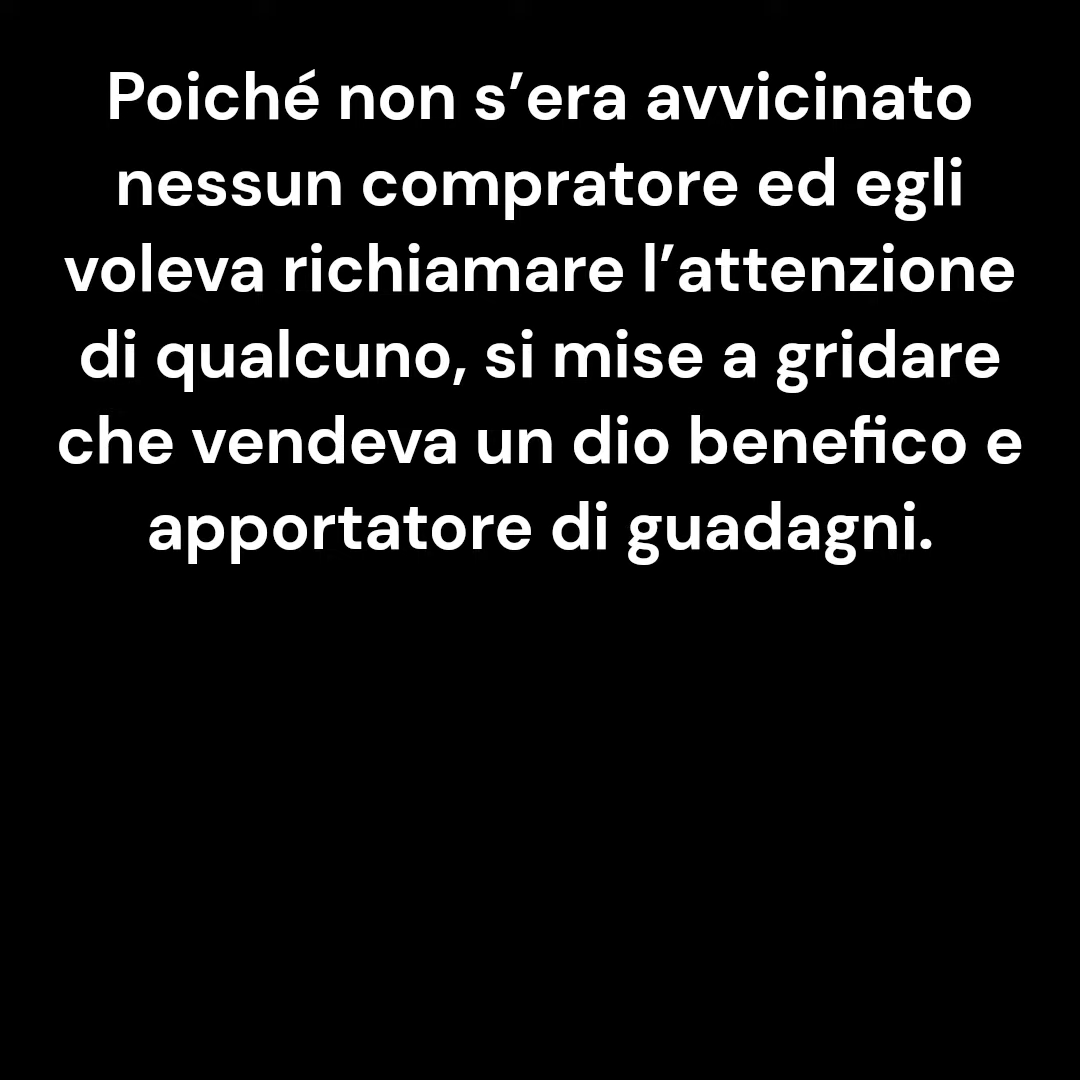 Poiché non s’era avvicinato
nessun compratore ed egli
voleva richiamare l’attenzione
di qualcuno, si mise a gridare
che vendeva un dio benefico e
apportatore di guadagni.